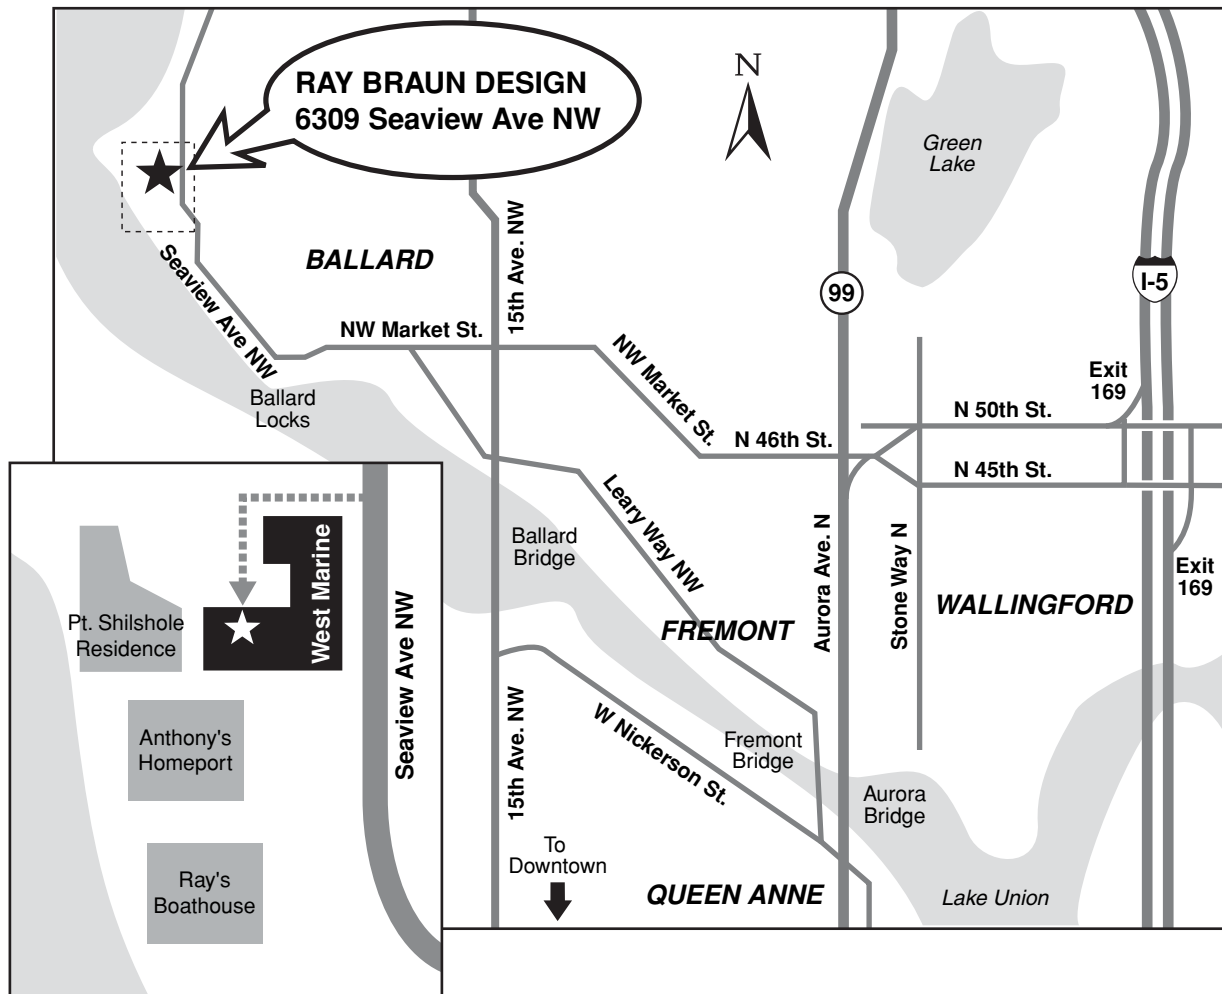 RAY BRAUN DESIGN
6309 Seaview Ave NW
N
Green
Lake
BALLARD
15th Ave. NW
99
I-5
Seaview Ave NW
NW Market St.
NW Market St.
Exit
169
N 50th St.
Ballard
Locks
N 46th St.
N 45th St.
Leary Way NW
Ballard
Bridge
Aurora Ave. N
Stone Way N
Exit
169
WALLINGFORD
FREMONT
15th Ave. NW
W Nickerson St.
Fremont
Bridge
Aurora
Bridge
To
Downtown
QUEEN ANNE
Lake Union
West Marine
Pt. Shilshole
Residence
Seaview Ave NW
Anthony's
Homeport
Ray's
Boathouse